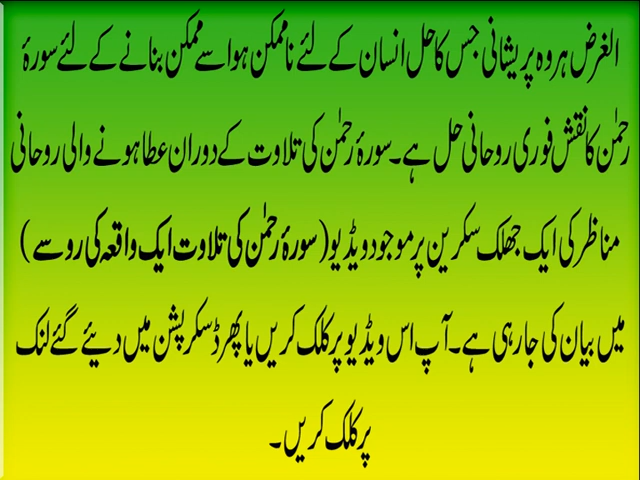 الغرض ہر وہ پریشانی جس کا حل انسان کے لئے ناممکن ہو اسے ممکن بنانے کے لئے سورۂ
رحمٰن کا نقش فوری روحانی حل ہے۔ سورۂ رحمٰن کی تلاوت کے دوران عطا ہونے والی روحانی
مناظر کی ایک جھلک سکرین پر موجود ویڈیو (سورۂ رحمٰن کی تلاوت ایک واقعہ کی رو سے)
میں بیان کی جا رہی ہے۔ آپ اس ویڈیو پر کلک کریں یا پھر ڈسکرپشن میں دیئے گئے لنک
پر کلک کریں۔